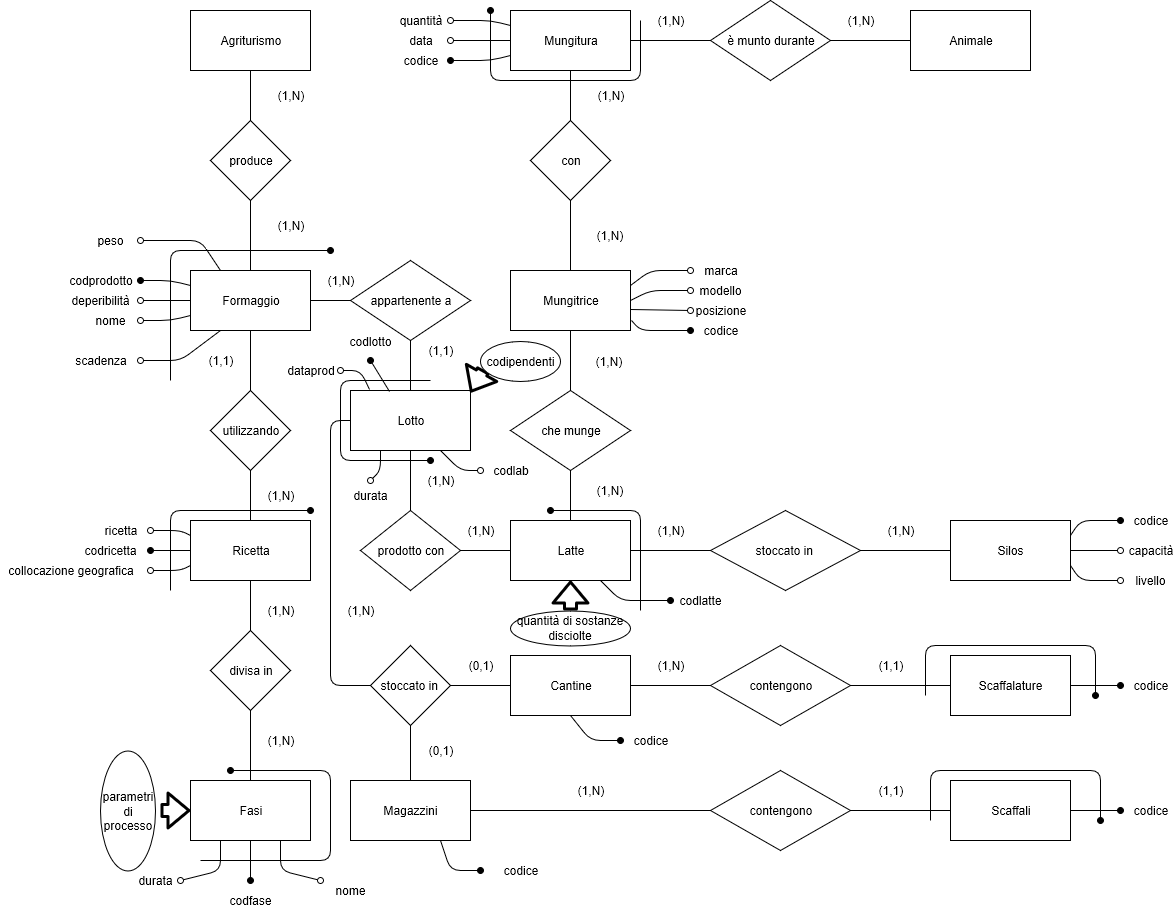 Agriturismo
quantità
data
codice
Mungitura
(1,N)
è munto durante
(1,N)
Animale
(1,N)
(1,N)
produce
con
(1,N)
(1,N)
peso
codprodotto
deperibilità
nome
scadenza
Formaggio
(1,N)
appartenente a
Mungitrice
marca
modello
posizione
codice
(1,1)
codlotto
(1,1)
codipendenti
(1,N)
dataprod
utilizzando
Lotto
che munge
(1,N)
durata
(1,N)
codlab
(1,N)
ricetta
codricetta
collocazione geografica
Ricetta
prodotto con
(1,N)
Latte
(1,N)
stoccato in
(1,N)
Silos
codice
capacità
livello
codlatte
(1,N)
(1,N)
quantità di sostanze
disciolte
divisa in
stoccato in
(0,1)
Cantine
(1,N)
contengono
(1,1)
Scaffalature
codice
(1,N)
(0,1)
codice
parametri
di
processo
Fasi
Magazzini
(1,N)
contengono
(1,1)
Scaffali
codice
durata
codfase
nome
codice